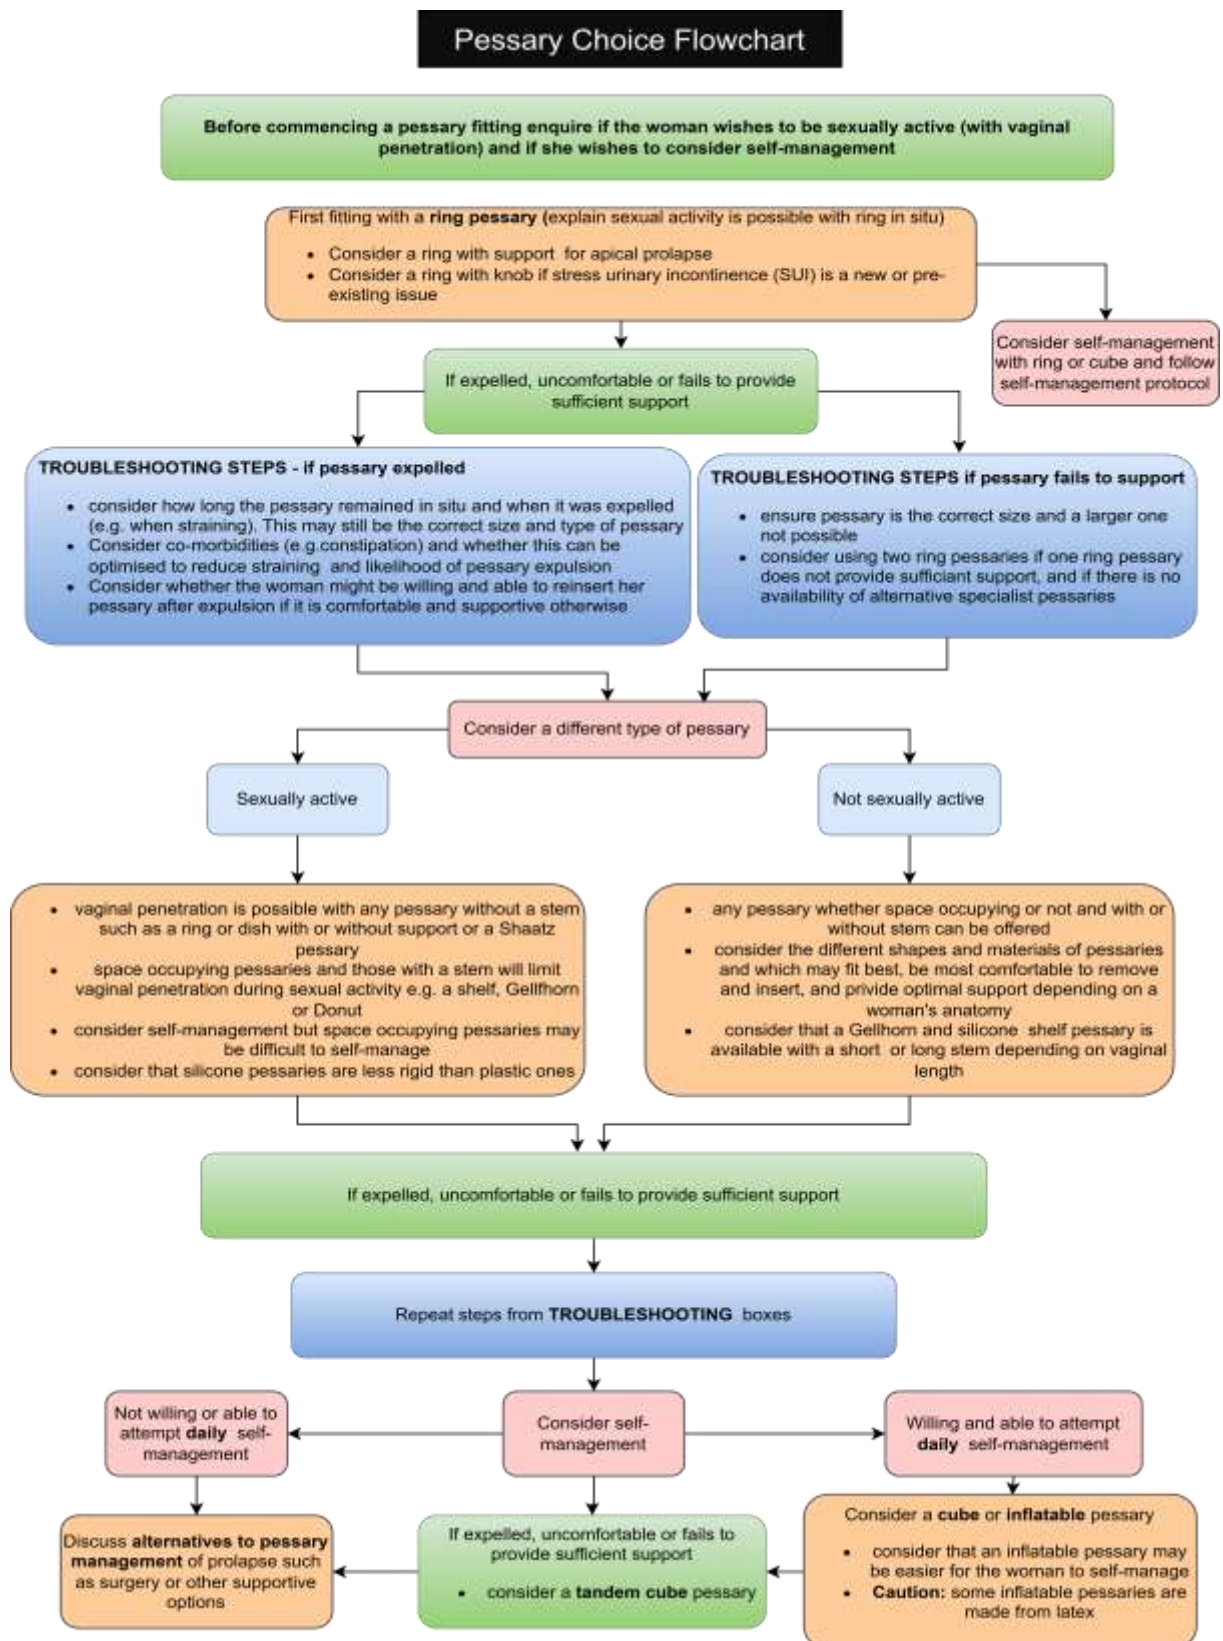 Pessary Choice Flowchart
Before commencing a pessary fitting enquire if the woman wishes to be sexually active (with vaginal
penetration) and if she wishes to consider self-management
First fitting with a ring pessary (explain sexual activity is possible with ring in situ)
• Consider a ring with support for apical prolapse
• Consider a ring with knob if stress urinary incontinence (SUI) is a new or pre-
existing issue
Consider self-management
with ring or cube and follow
self-management protocol
If expelled, uncomfortable or fails to provide
sufficient support
TROUBLESHOOTING STEPS - if pessary expelled
• consider how long the pessary remained in situ and when it was expelled
(e.g. when straining). This may still be the correct size and type of pessary
• Consider co-morbidities (e.g.constipation) and whether this can be
optimised to reduce straining and likelihood of pessary expulsion
• Consider whether the woman might be willing and able to reinsert her
pessary after expulsion if it is comfortable and supportive otherwise
TROUBLESHOOTING STEPS if pessary fails to support
• ensure pessary is the correct size and a larger one
not possible
• consider using two ring pessaries if one ring pessary
does not provide sufficiant support, and if there is no
availability of alternative specialist pessaries
Consider a different type of pessary
Sexually active
Not sexually active
• vaginal penetration is possible with any pessary without a stem
such as a ring or dish with or without support or a Shaatz
pessary
• space occupying pessaries and those with a stem will limit
vaginal penetration during sexual activity e.g. a shelf, Gellfhorn
or Donut
• consider self-management but space occupying pessaries may
be difficult to self-manage
• consider that silicone pessaries are less rigid than plastic ones
• any pessary whether space occupying or not and with or
without stem can be offered
• consider the different shapes and materials of pessaries
and which may fit best, be most comfortable to remove
and insert, and privide optimal support depending on a
woman's anatomy
• consider that a Gellhorn and silicone shelf pessary is
available with a short or long stem depending on vaginal
length
If expelled, uncomfortable or fails to provide sufficient support
Repeat steps from TROUBLESHOOTING boxes
Not willing or able to
attempt daily self-
management
Consider self-
management
Willing and able to attempt
daily self-management
Discuss alternatives to pessary
management of prolapse such
as surgery or other supportive
options
If expelled, uncomfortable or fails to
provide sufficient support
• consider a tandem cube pessary
Consider a cube or inflatable pessary
• consider that an inflatable pessary may
be easier for the woman to self-manage
• Caution: some inflatable pessaries are
made from latex